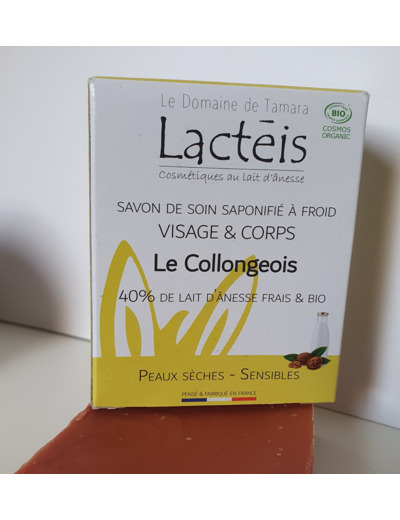 Le Domaine de Tamara
Lactéis
Cosmétiques au lait d'ânesse
BIO
COSMOS
ORGANIC
SAVON DE SOIN SAPONIFIÉ À FROID
VISAGE & CORPS
Le Collongeois
40% DE LAIT D'ÂNESSE FRAIS & BIO
PEAUX SÈCHES - SENSIBLES
PENSÉ & FABRIQUÉ EN FRANCE